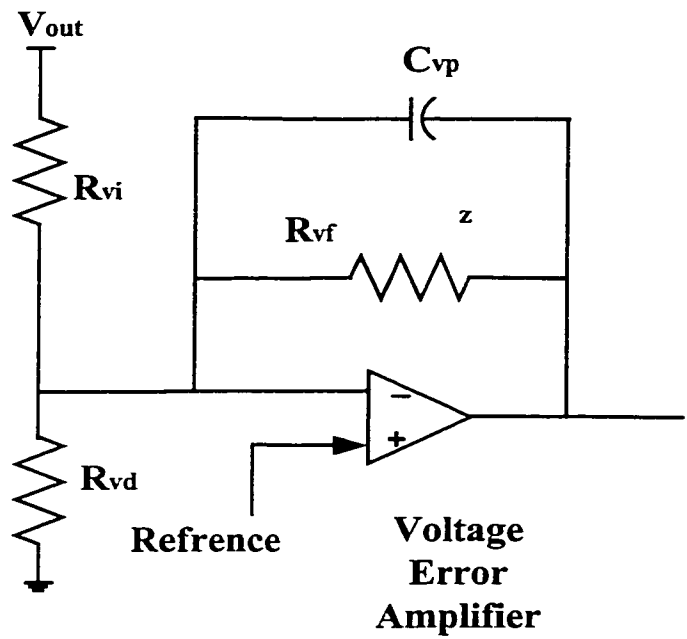 Vout
Cvp
Rvi
Rvf
z
−
+
Rvd
Refrence
Voltage
Error
Amplifier